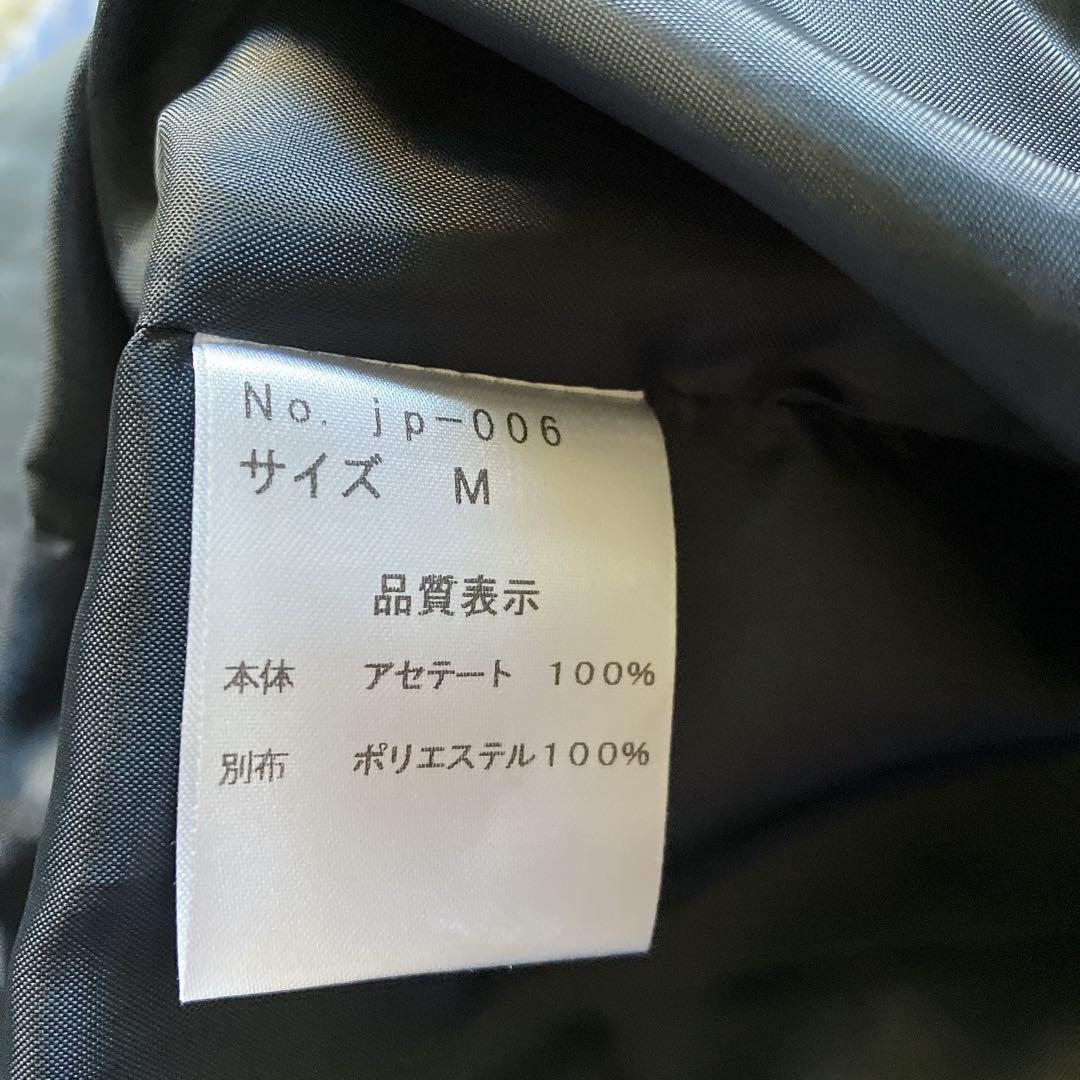 No. jp-006
サイズ M
品質表示
本体 アセテート 100%
別布 ポリエステル100%